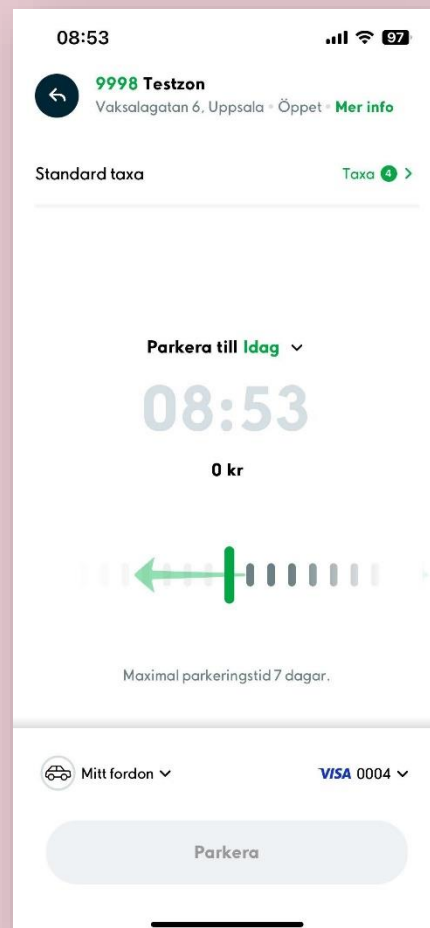 08:53 97
9998 Testzon
Vaksalagatan 6, Uppsala • Öppet • Mer info
Standard taxa Taxa 4 >
Parkera till Idag
08:53
0 kr
Maximal parkeringstid 7 dagar.
Mitt fordon VISA 0004
Parkera